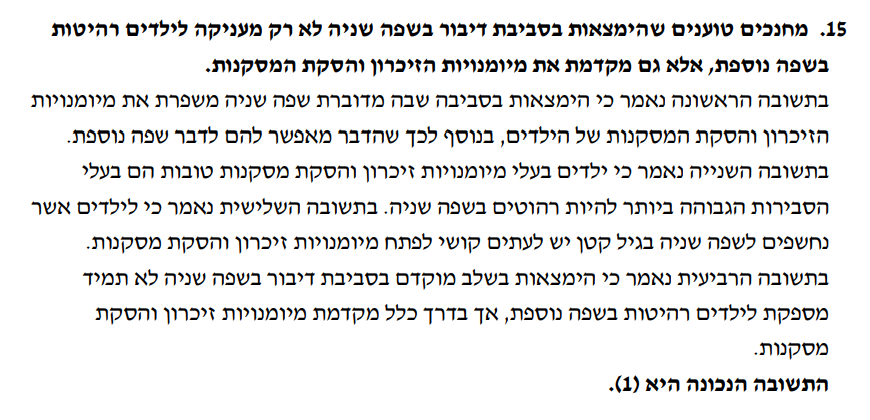 15. מחנכים טוענים שהימצאות בסביבת דיבור בשפה שניה לא רק מעניקה לילדים רהיטות
בשפה נוספת, אלא גם מקדמת את מיומנויות הזיכרון והסקת המסקנות.
בתשובה הראשונה נאמר כי הימצאות בסביבה שבה מדוברת שפה שניה משפרת את מיומנויות
הזיכרון והסקת המסקנות של הילדים, בנוסף לכך שהדבר מאפשר להם לדבר שפה נוספת.
בתשובה השנייה נאמר כי ילדים בעלי מיומנויות זיכרון והסקת מסקנות טובות הם בעלי
הסבירות הגבוהה ביותר להיות רהוטים בשפה שניה. בתשובה השלישית נאמר כי לילדים אשר
נחשפים לשפה שניה בגיל קטן יש לעתים קושי לפתח מיומנויות זיכרון והסקת מסקנות.
בתשובה הרביעית נאמר כי הימצאות בשלב מוקדם בסביבת דיבור בשפה שניה לא תמיד
מספקת לילדים רהיטות בשפה נוספת, אך בדרך כלל מקדמת מיומנויות זיכרון והסקת
מסקנות.
התשובה הנכונה היא (1).